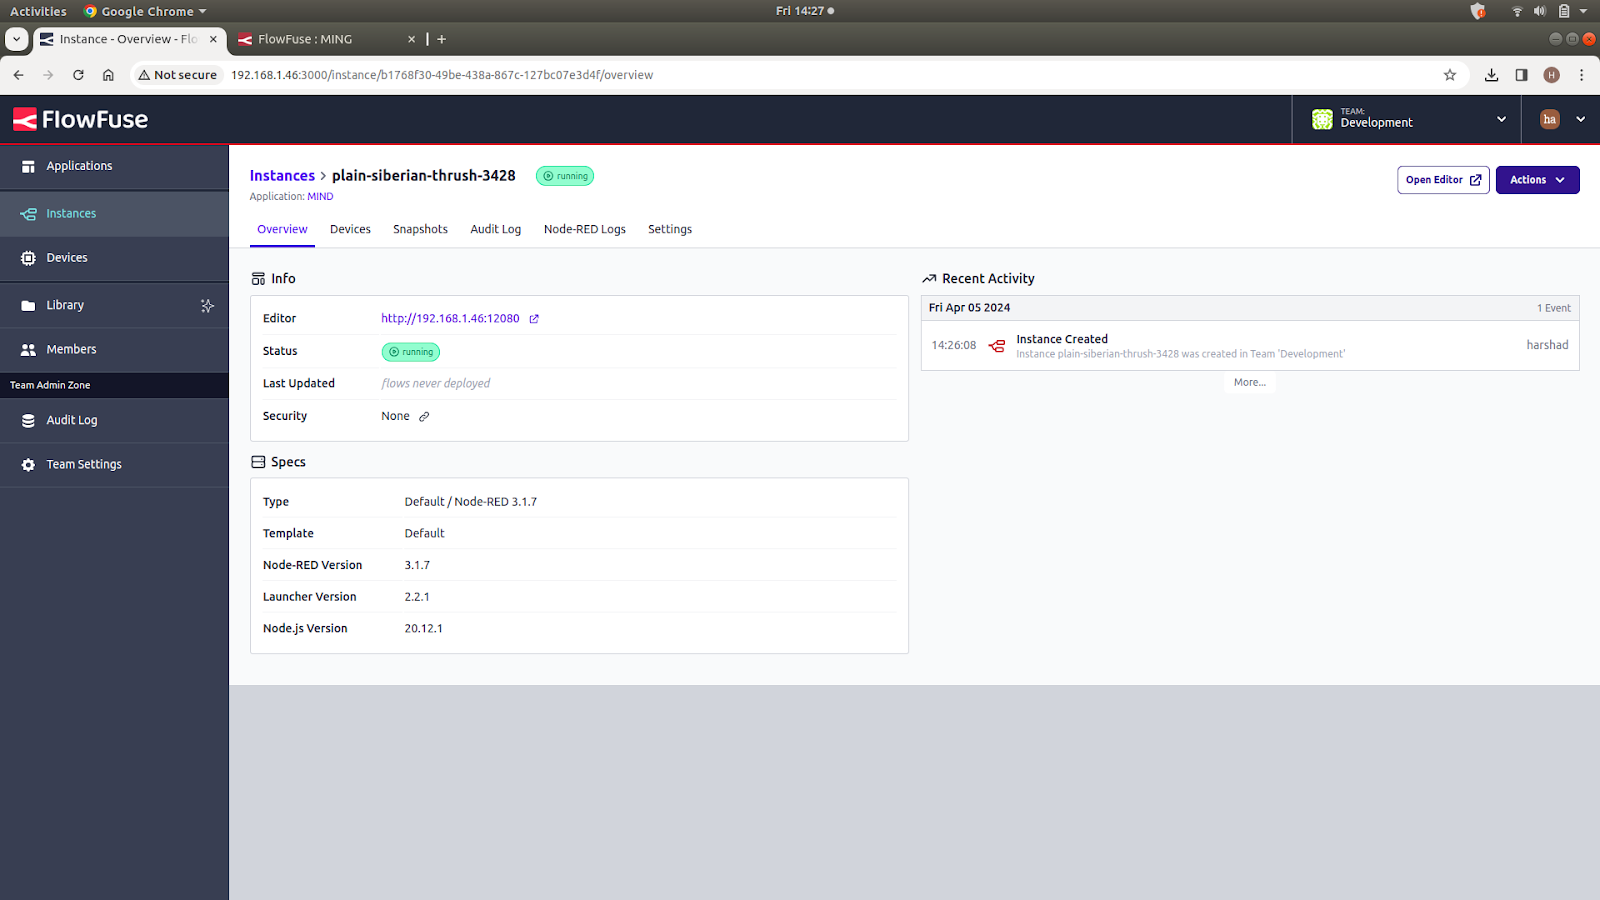 Activities Google Chrome Fri 14:27
Instance - Overview - Flo FlowFuse : MING
Not secure 192.168.1.46:3000/instance/b1768f30-49be-438a-867c-127bc07e3d4f/overview H
FlowFuse TEAM: Development ha
Applications
Instances
Devices
Library
Members
Team Admin Zone
Audit Log
Team Settings
Instances > plain-siberian-thrush-3428 running
Application: MIND
Open Editor Actions
Overview Devices Snapshots Audit Log Node-RED Logs Settings
Info
Editor http://192.168.1.46:12080
Status running
Last Updated flows never deployed
Security None
Specs
Type Default / Node-RED 3.1.7
Template Default
Node-RED Version 3.1.7
Launcher Version 2.2.1
Node.js Version 20.12.1
Recent Activity
Fri Apr 05 2024 1 Event
14:26:08 Instance Created harshad
Instance plain-siberian-thrush-3428 was created in Team 'Development'
More...